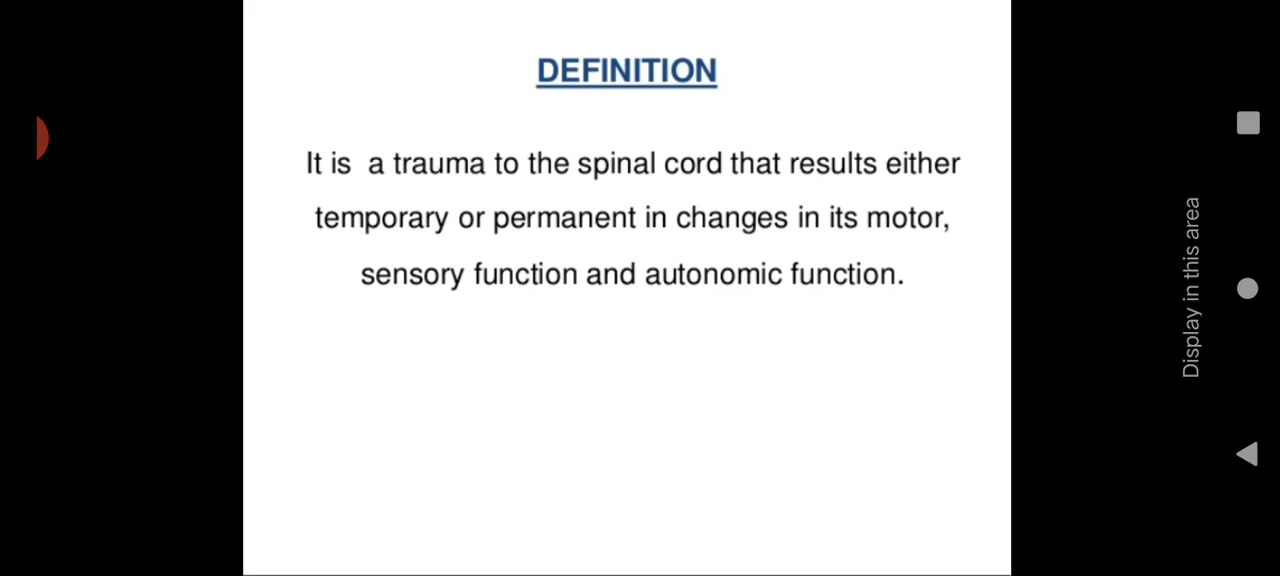 DEFINITION
It is a trauma to the spinal cord that results either
temporary or permanent in changes in its motor,
sensory function and autonomic function.
Display in this area